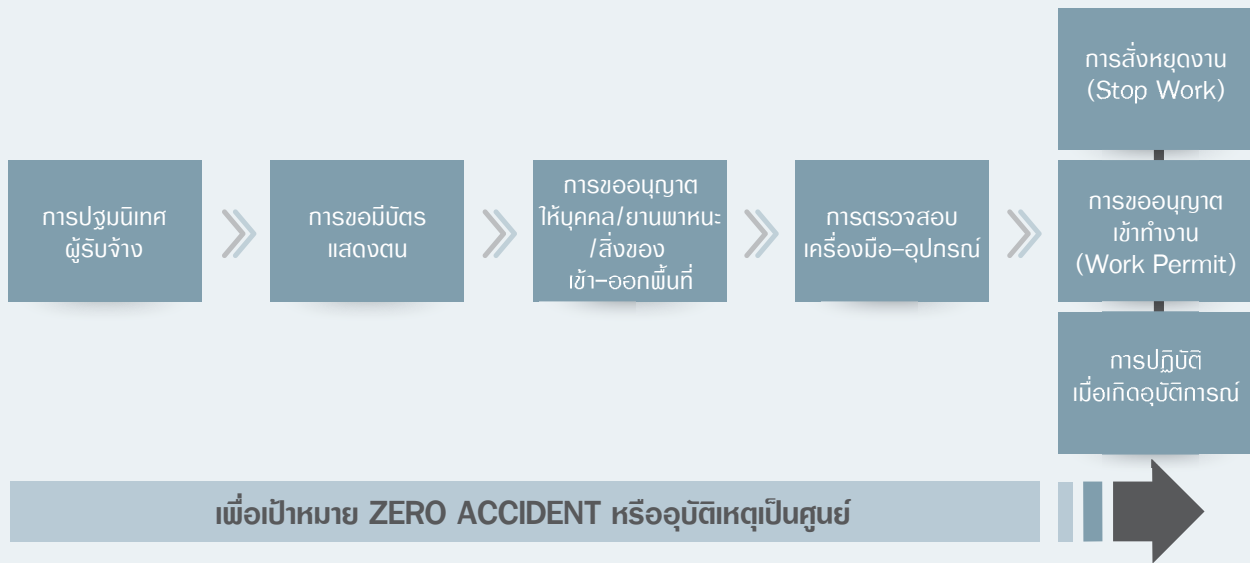 การปฐมนิเทศ
ผู้รับจ้าง
การขอมีบัตร
แสดงตน
การขออนุญาต
ให้บุคคล/ยานพาหนะ
/สิ่งของ
เข้า-ออกพื้นที่
การตรวจสอบ
เครื่องมือ-อุปกรณ์
การสั่งหยุดงาน
(Stop Work)
การขออนุญาต
เข้าทำงาน
(Work Permit)
การปฏิบัติ
เมื่อเกิดอุบัติการณ์
เพื่อเป้าหมาย ZERO ACCIDENT หรืออุบัติเหตุเป็นศูนย์